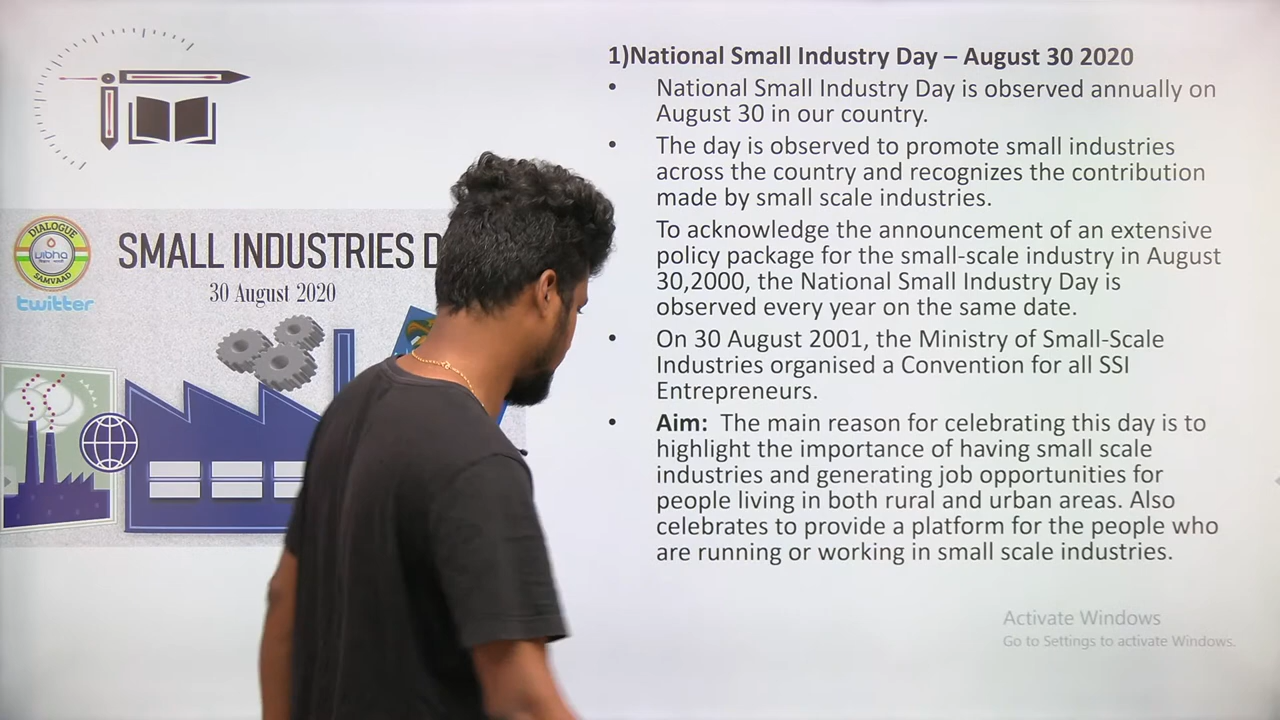 1)National Small Industry Day – August 30 2020
• National Small Industry Day is observed annually on
August 30 in our country.
• The day is observed to promote small industries
across the country and recognizes the contribution
made by small scale industries.
To acknowledge the announcement of an extensive
policy package for the small-scale industry in August
30,2000, the National Small Industry Day is
observed every year on the same date.
• On 30 August 2001, the Ministry of Small-Scale
Industries organised a Convention for all SSI
Entrepreneurs.
• Aim: The main reason for celebrating this day is to
highlight the importance of having small scale
industries and generating job opportunities for
people living in both rural and urban areas. Also
celebrates to provide a platform for the people who
are running or working in small scale industries.
DIALOGUE
vibha
SAMVAAD
twitter
SMALL INDUSTRIES D
30 August 2020
Activate Windows
Go to Settings to activate Windows.